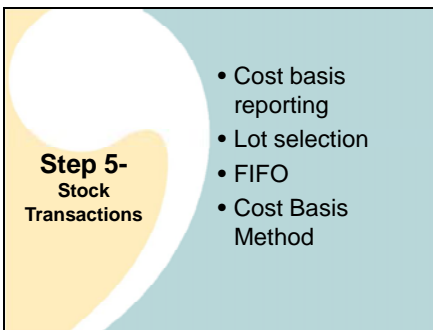 Step 5-
Stock
Transactions
• Cost basis
reporting
• Lot selection
• FIFO
• Cost Basis
Method